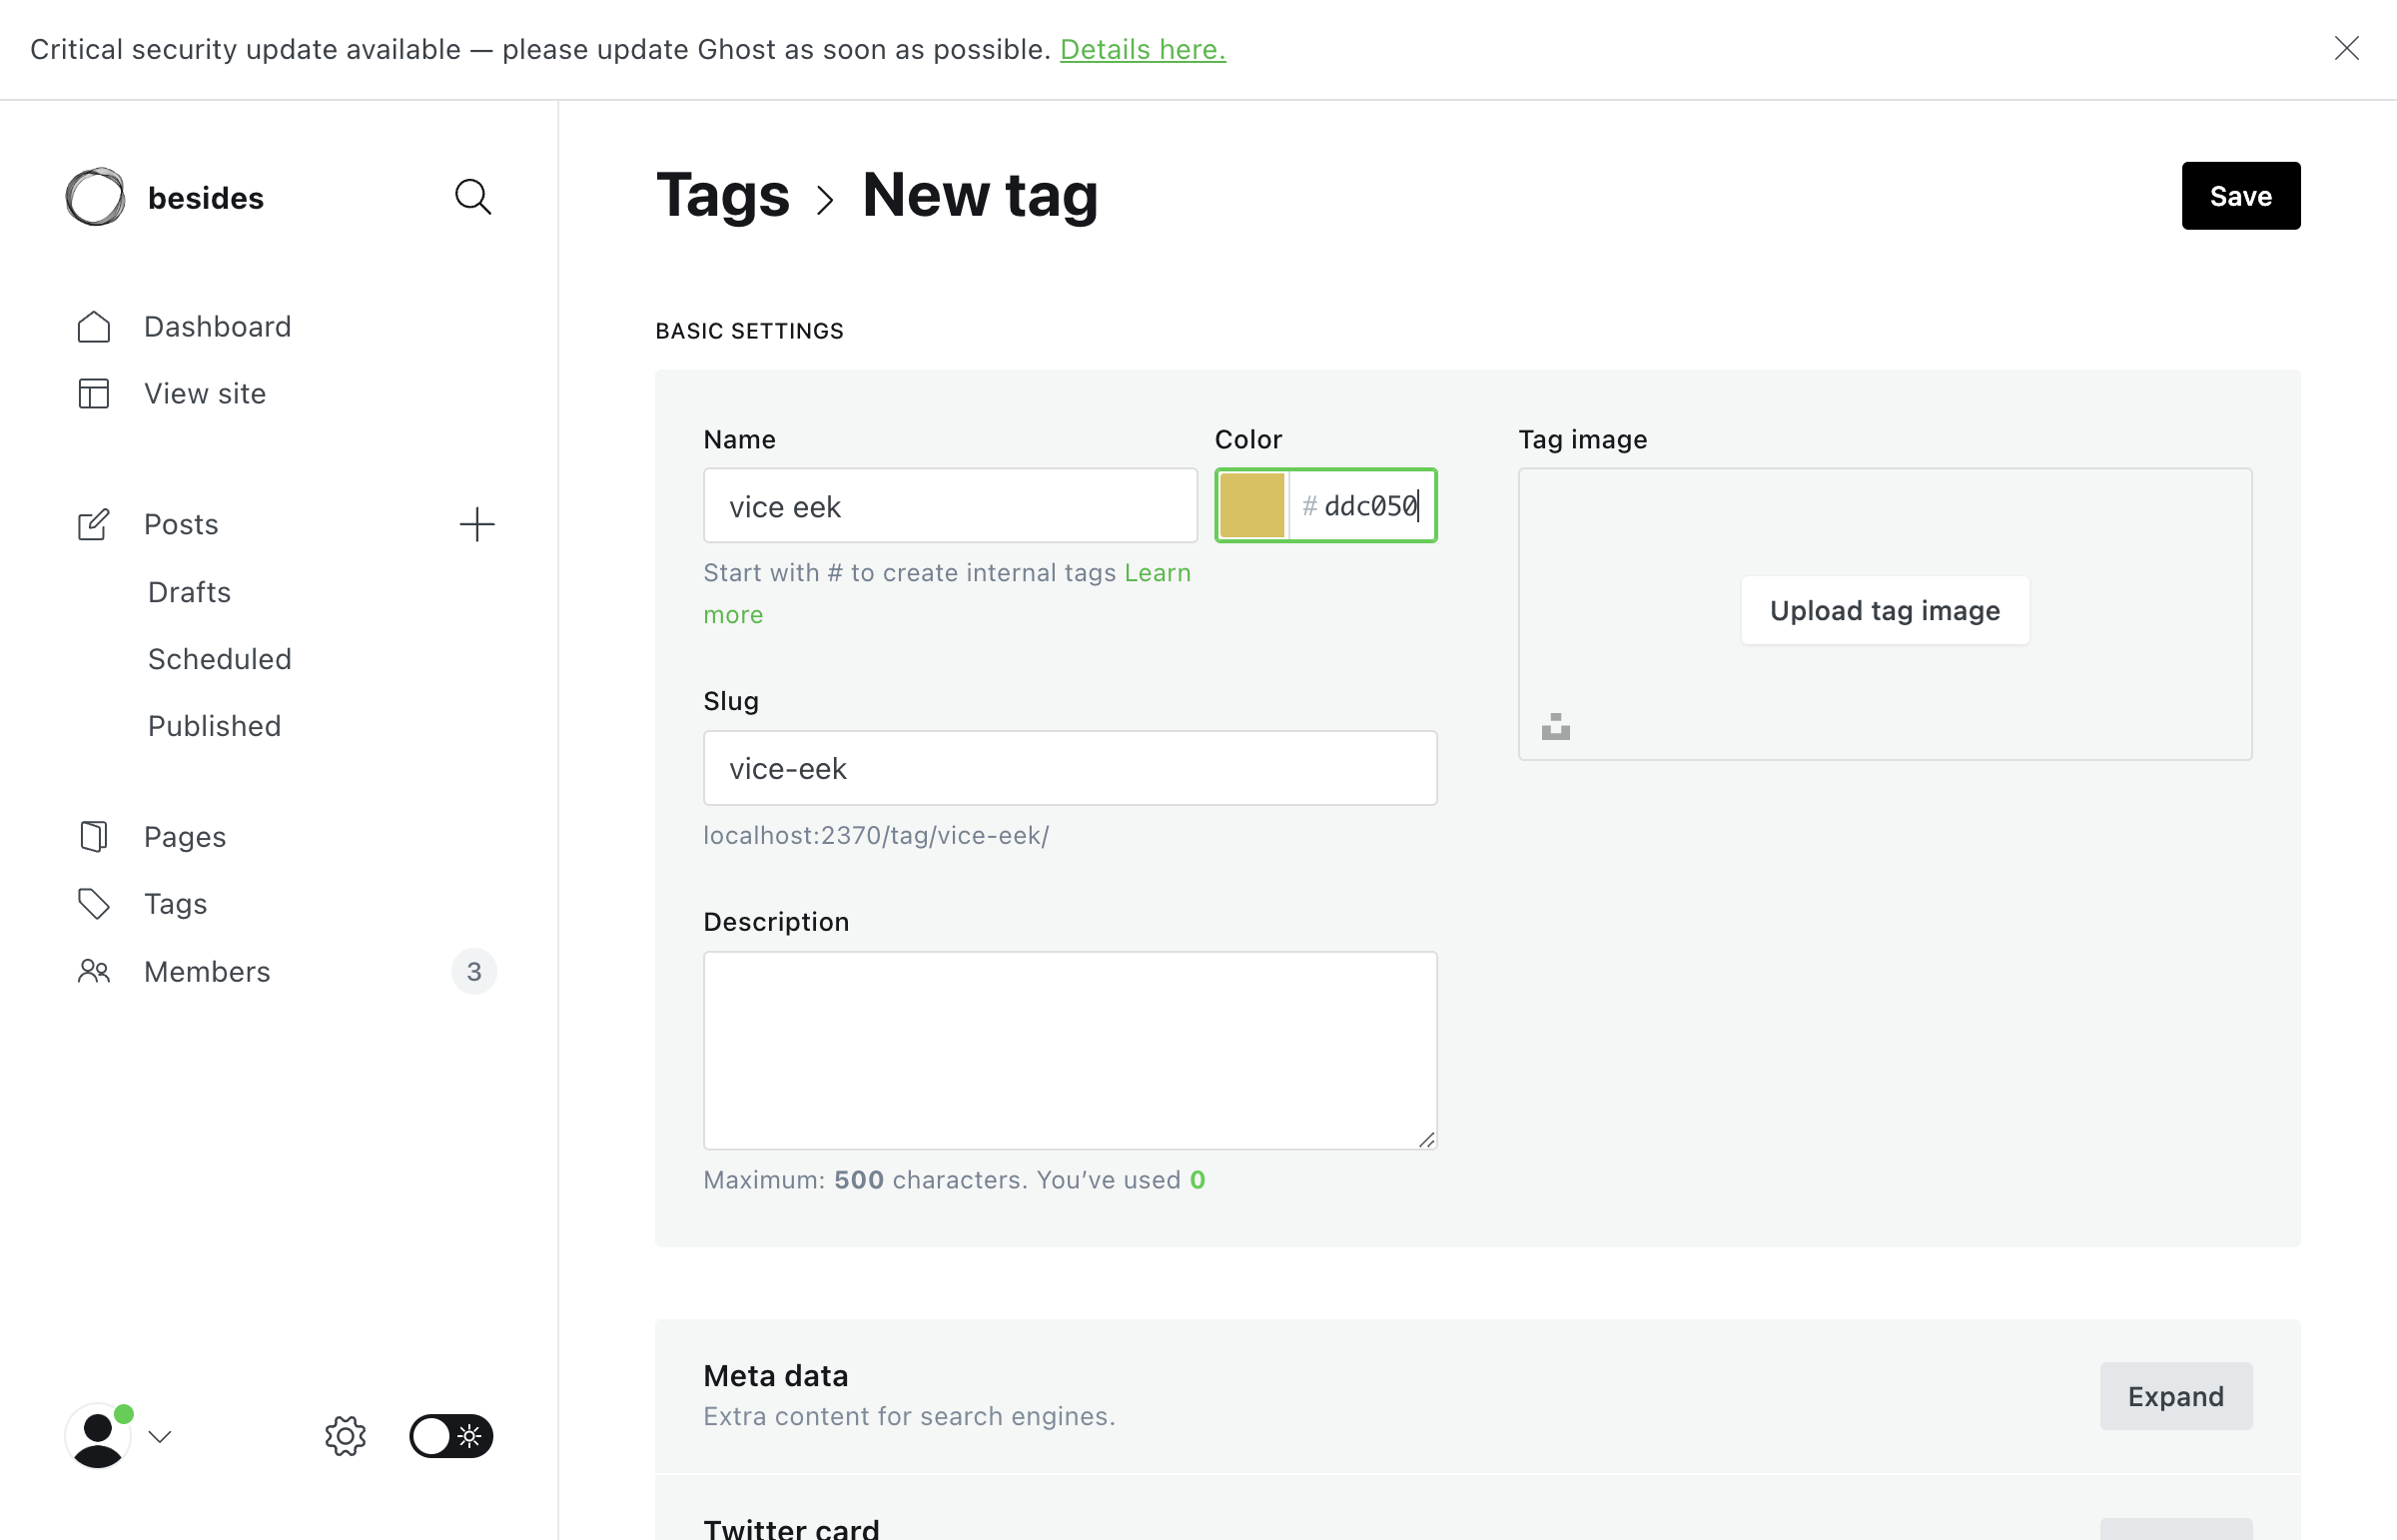 Critical security update available — please update Ghost as soon as possible. Details here.
besides
Dashboard
View site
Posts
Drafts
Scheduled
Published
Pages
Tags
Members
3
Tags
New tag
Save
BASIC SETTINGS
Name
Color
Tag image
vice eek
# ddc050
Start with # to create internal tags Learn
more
Upload tag image
Slug
vice-eek
localhost:2370/tag/vice-eek/
Description
Maximum: 500 characters. You’ve used 0
Meta data
Extra content for search engines.
Expand
Twitter card